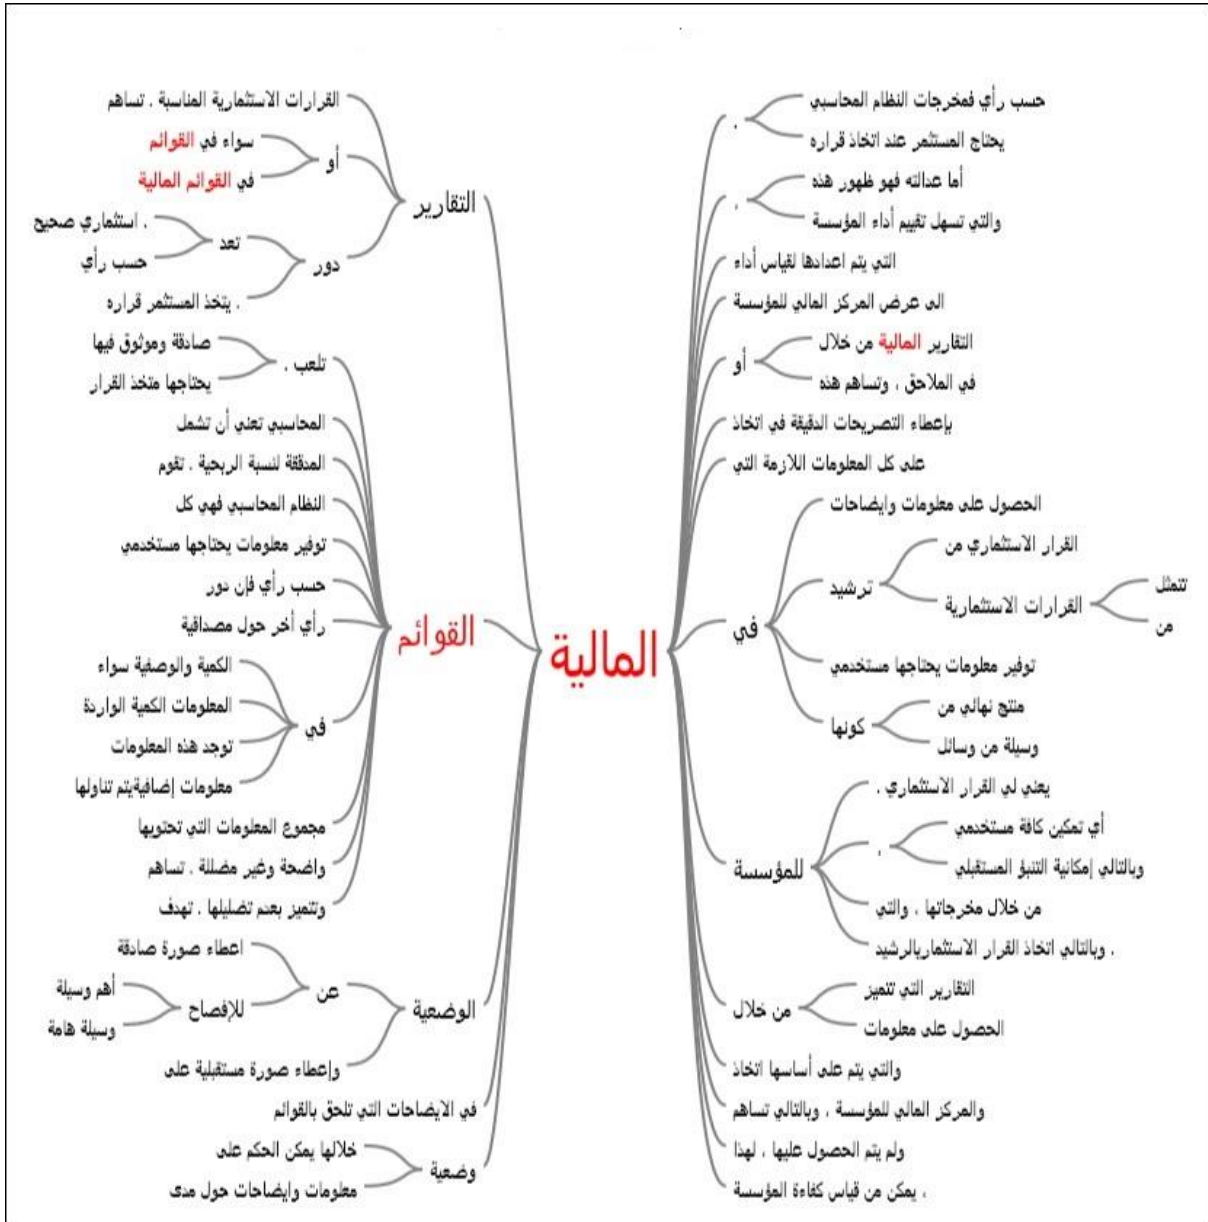 حسب رأي فمخرجات النظام المحاسبي
يحتاج المستثمر عند اتخاذ قراره
.
أما عدالته فهو ظهور هذه
والتي تسهل تقييم أداء المؤسسة
،
التي يتم اعدادها لقياس أداء
الى عرض المركز المالي للمؤسسة
التقارير المالية من خلال
في الملاحق ، وتساهم هذه
أو
بإعطاء التصريحات الدقيقة في اتخاذ
على كل المعلومات اللازمة التي
الحصول على معلومات وايضاحات
القرار الاستثماري من
ترشيد
القرارات الاستثمارية
تتمثل
من
في
توفير معلومات يحتاجها مستخدمي
منتج نهائي من
كونها
وسيلة من وسائل
يعني لي القرار الاستثماري .
أي تمكين كافة مستخدمي
،
وبالتالي إمكانية التنبؤ المستقبلي
للمؤسسة
من خلال مخرجاتها ، والتي
، وبالتالي اتخاذ القرار الاستثماريالرشيد
التقارير التي تتميز
من خلال
الحصول على معلومات
والتي يتم على أساسها اتخاذ
والمركز المالي للمؤسسة ، وبالتالي تساهم
ولم يتم الحصول عليها ، لهذا
، يمكن من قياس كفاءة المؤسسة
المالية
القرارات الاستثمارية المناسبة . تساهم
سواء في القوائم
أو
في القوائم المالية
التقارير
. استثماري صحيح
تعد
حسب رأي
دور
. يتخذ المستثمر قراره
صادقة وموثوق فيها
تلعب .
يحتاجها متخذ القرار
المحاسبي تعني أن تشمل
المدققة لنسبة الربحية . تقوم
النظام المحاسبي فهي كل
توفير معلومات يحتاجها مستخدمي
حسب رأي فإن دور
القوائم
رأي أخر حول مصداقية
الكمية والوصفية سواء
المعلومات الكمية الواردة
في
توجد هذه المعلومات
معلومات إضافيةيتم تناولها
مجموع المعلومات التي تحتويها
واضحة وغير مضللة . تساهم
وتتميز بعدم تضليلها . تهدف
اعطاء صورة صادقة
عن
أهم وسيلة
للإفصاح
وسيلة هامة
الوضعية
وإعطاء صورة مستقبلية على
في الايضاحات التي تلحق بالقوائم
خلالها يمكن الحكم على
وضعية
معلومات وايضاحات حول مدى